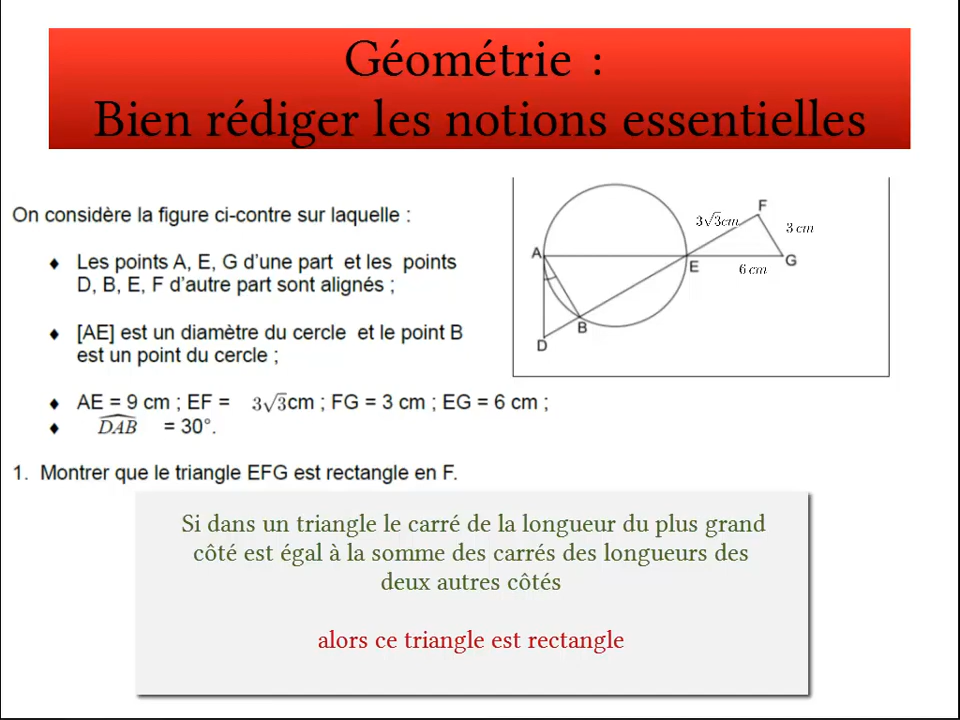 Géométrie :
Bien rédiger les notions essentielles
On considère la figure ci-contre sur laquelle :
♦ Les points A, E, G d'une part et les points
D, B, E, F d'autre part sont alignés ;
♦ [AE] est un diamètre du cercle et le point B
est un point du cercle ;
♦ AE = 9 cm ; EF = 3√3cm ; FG = 3 cm ; EG = 6 cm ;
♦ \widehat{DAB} = 30°.
A
B
D
E
F
G
3√3cm
3 cm
6 cm
1. Montrer que le triangle EFG est rectangle en F.
Si dans un triangle le carré de la longueur du plus grand
côté est égal à la somme des carrés des longueurs des
deux autres côtés
alors ce triangle est rectangle